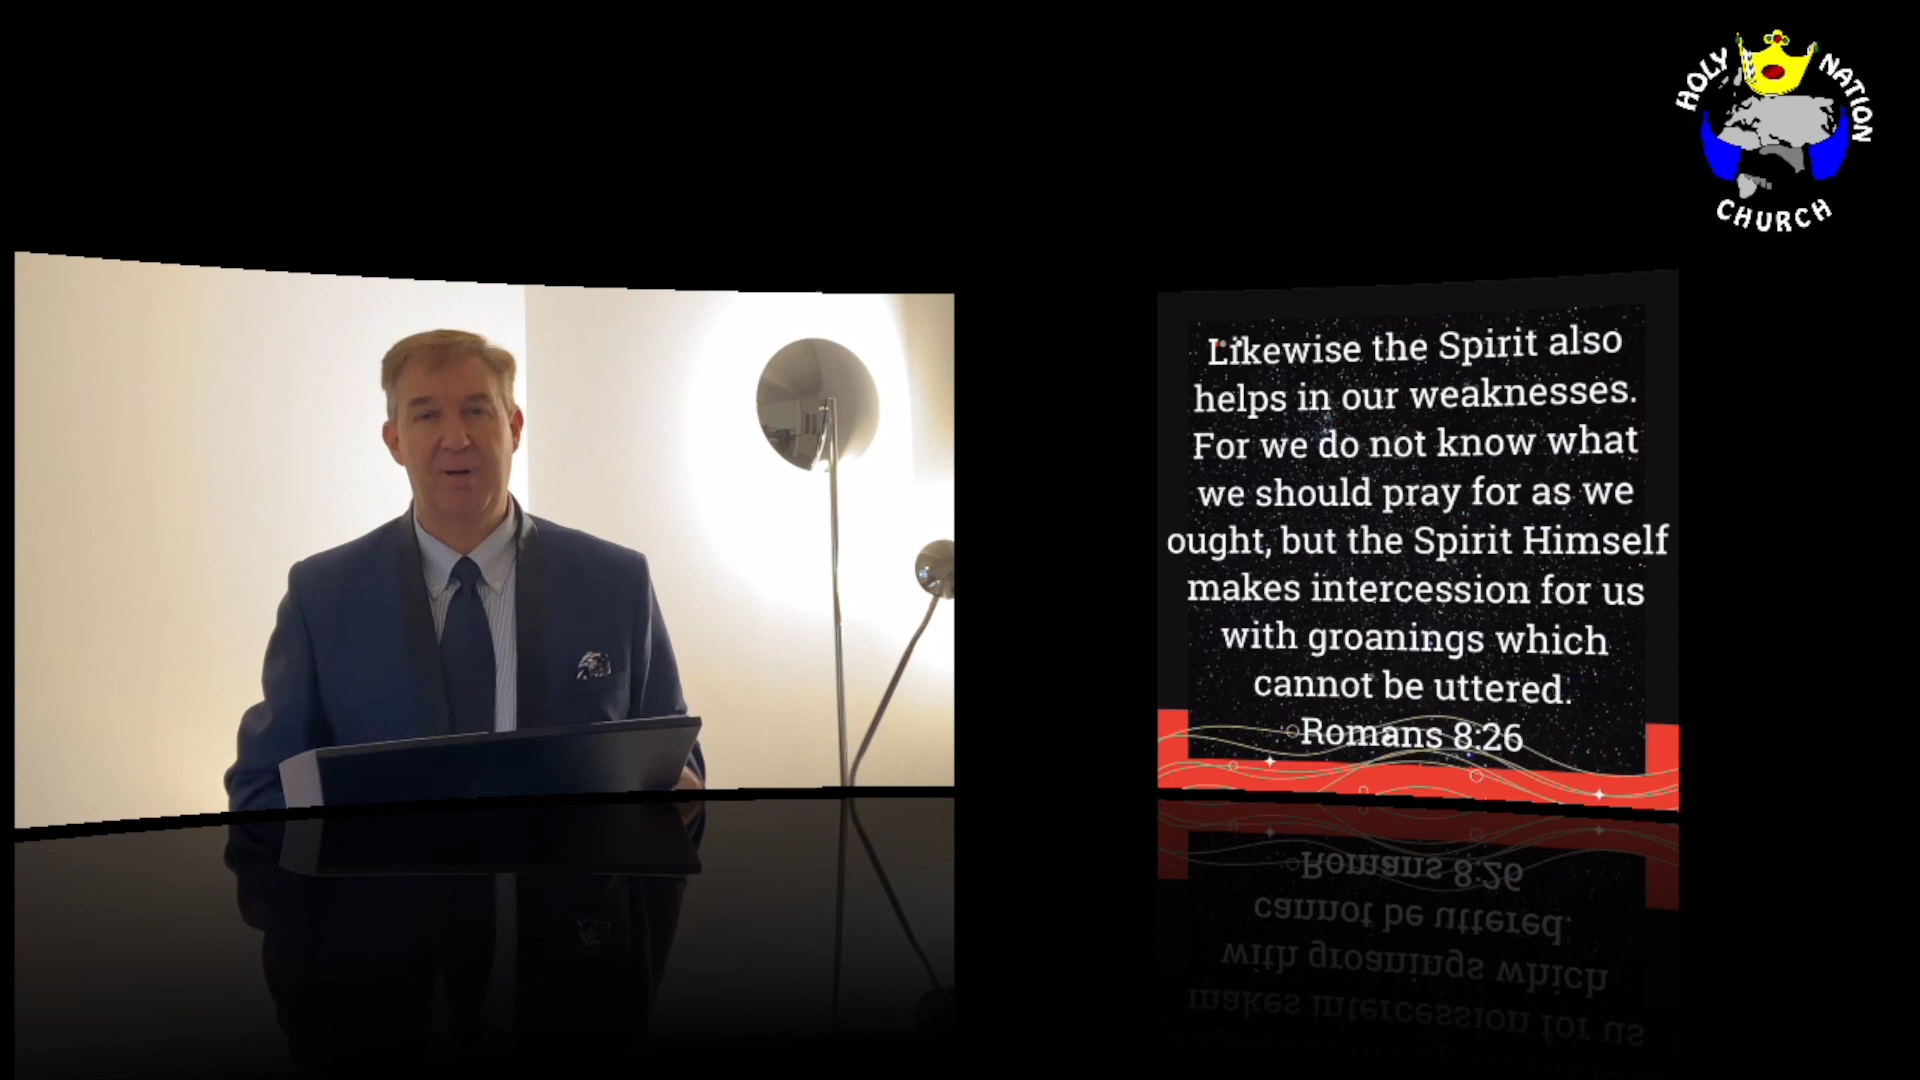 HOLY NATION
CHURCH
Likewise the Spirit also
helps in our weaknesses.
For we do not know what
we should pray for as we
ought, but the Spirit Himself
makes intercession for us
with groanings which
cannot be uttered.
Romans 8:26